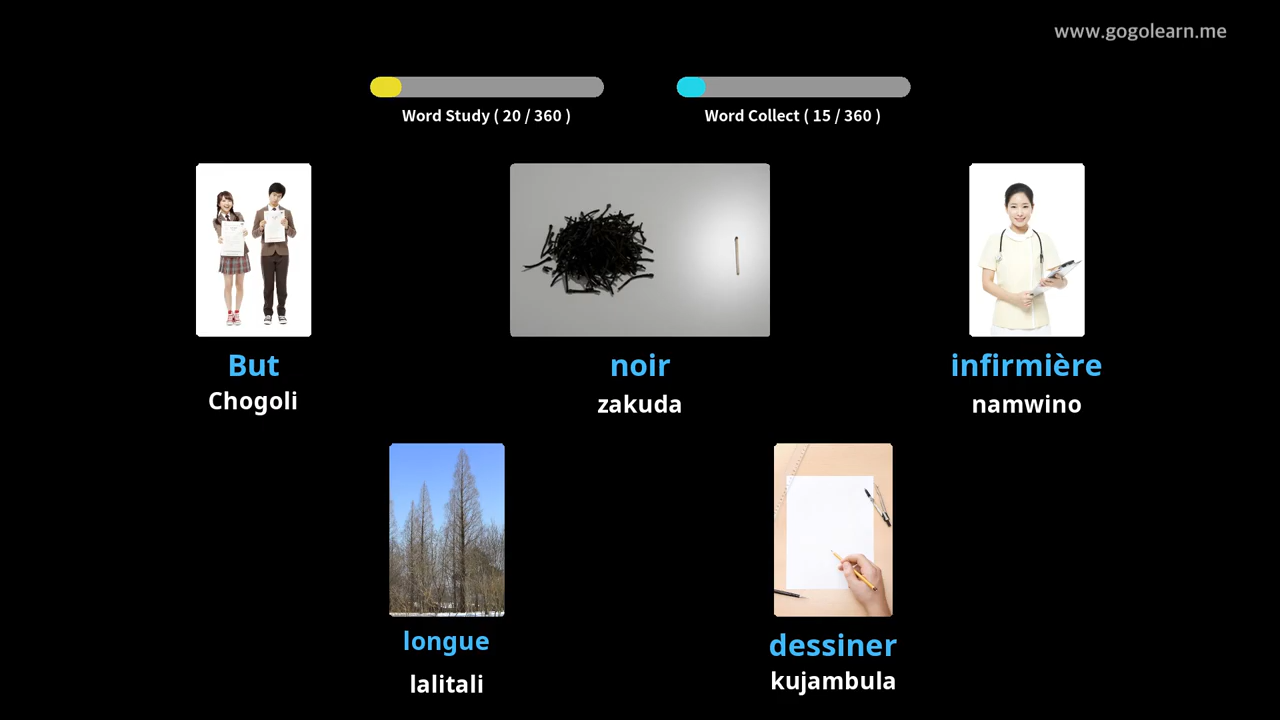 www.gogolearn.me
Word Study ( 20 / 360 )
Word Collect ( 15 / 360 )
But
Chogoli
noir
zakuda
infirmière
namwino
longue
lalitali
dessiner
kujambula